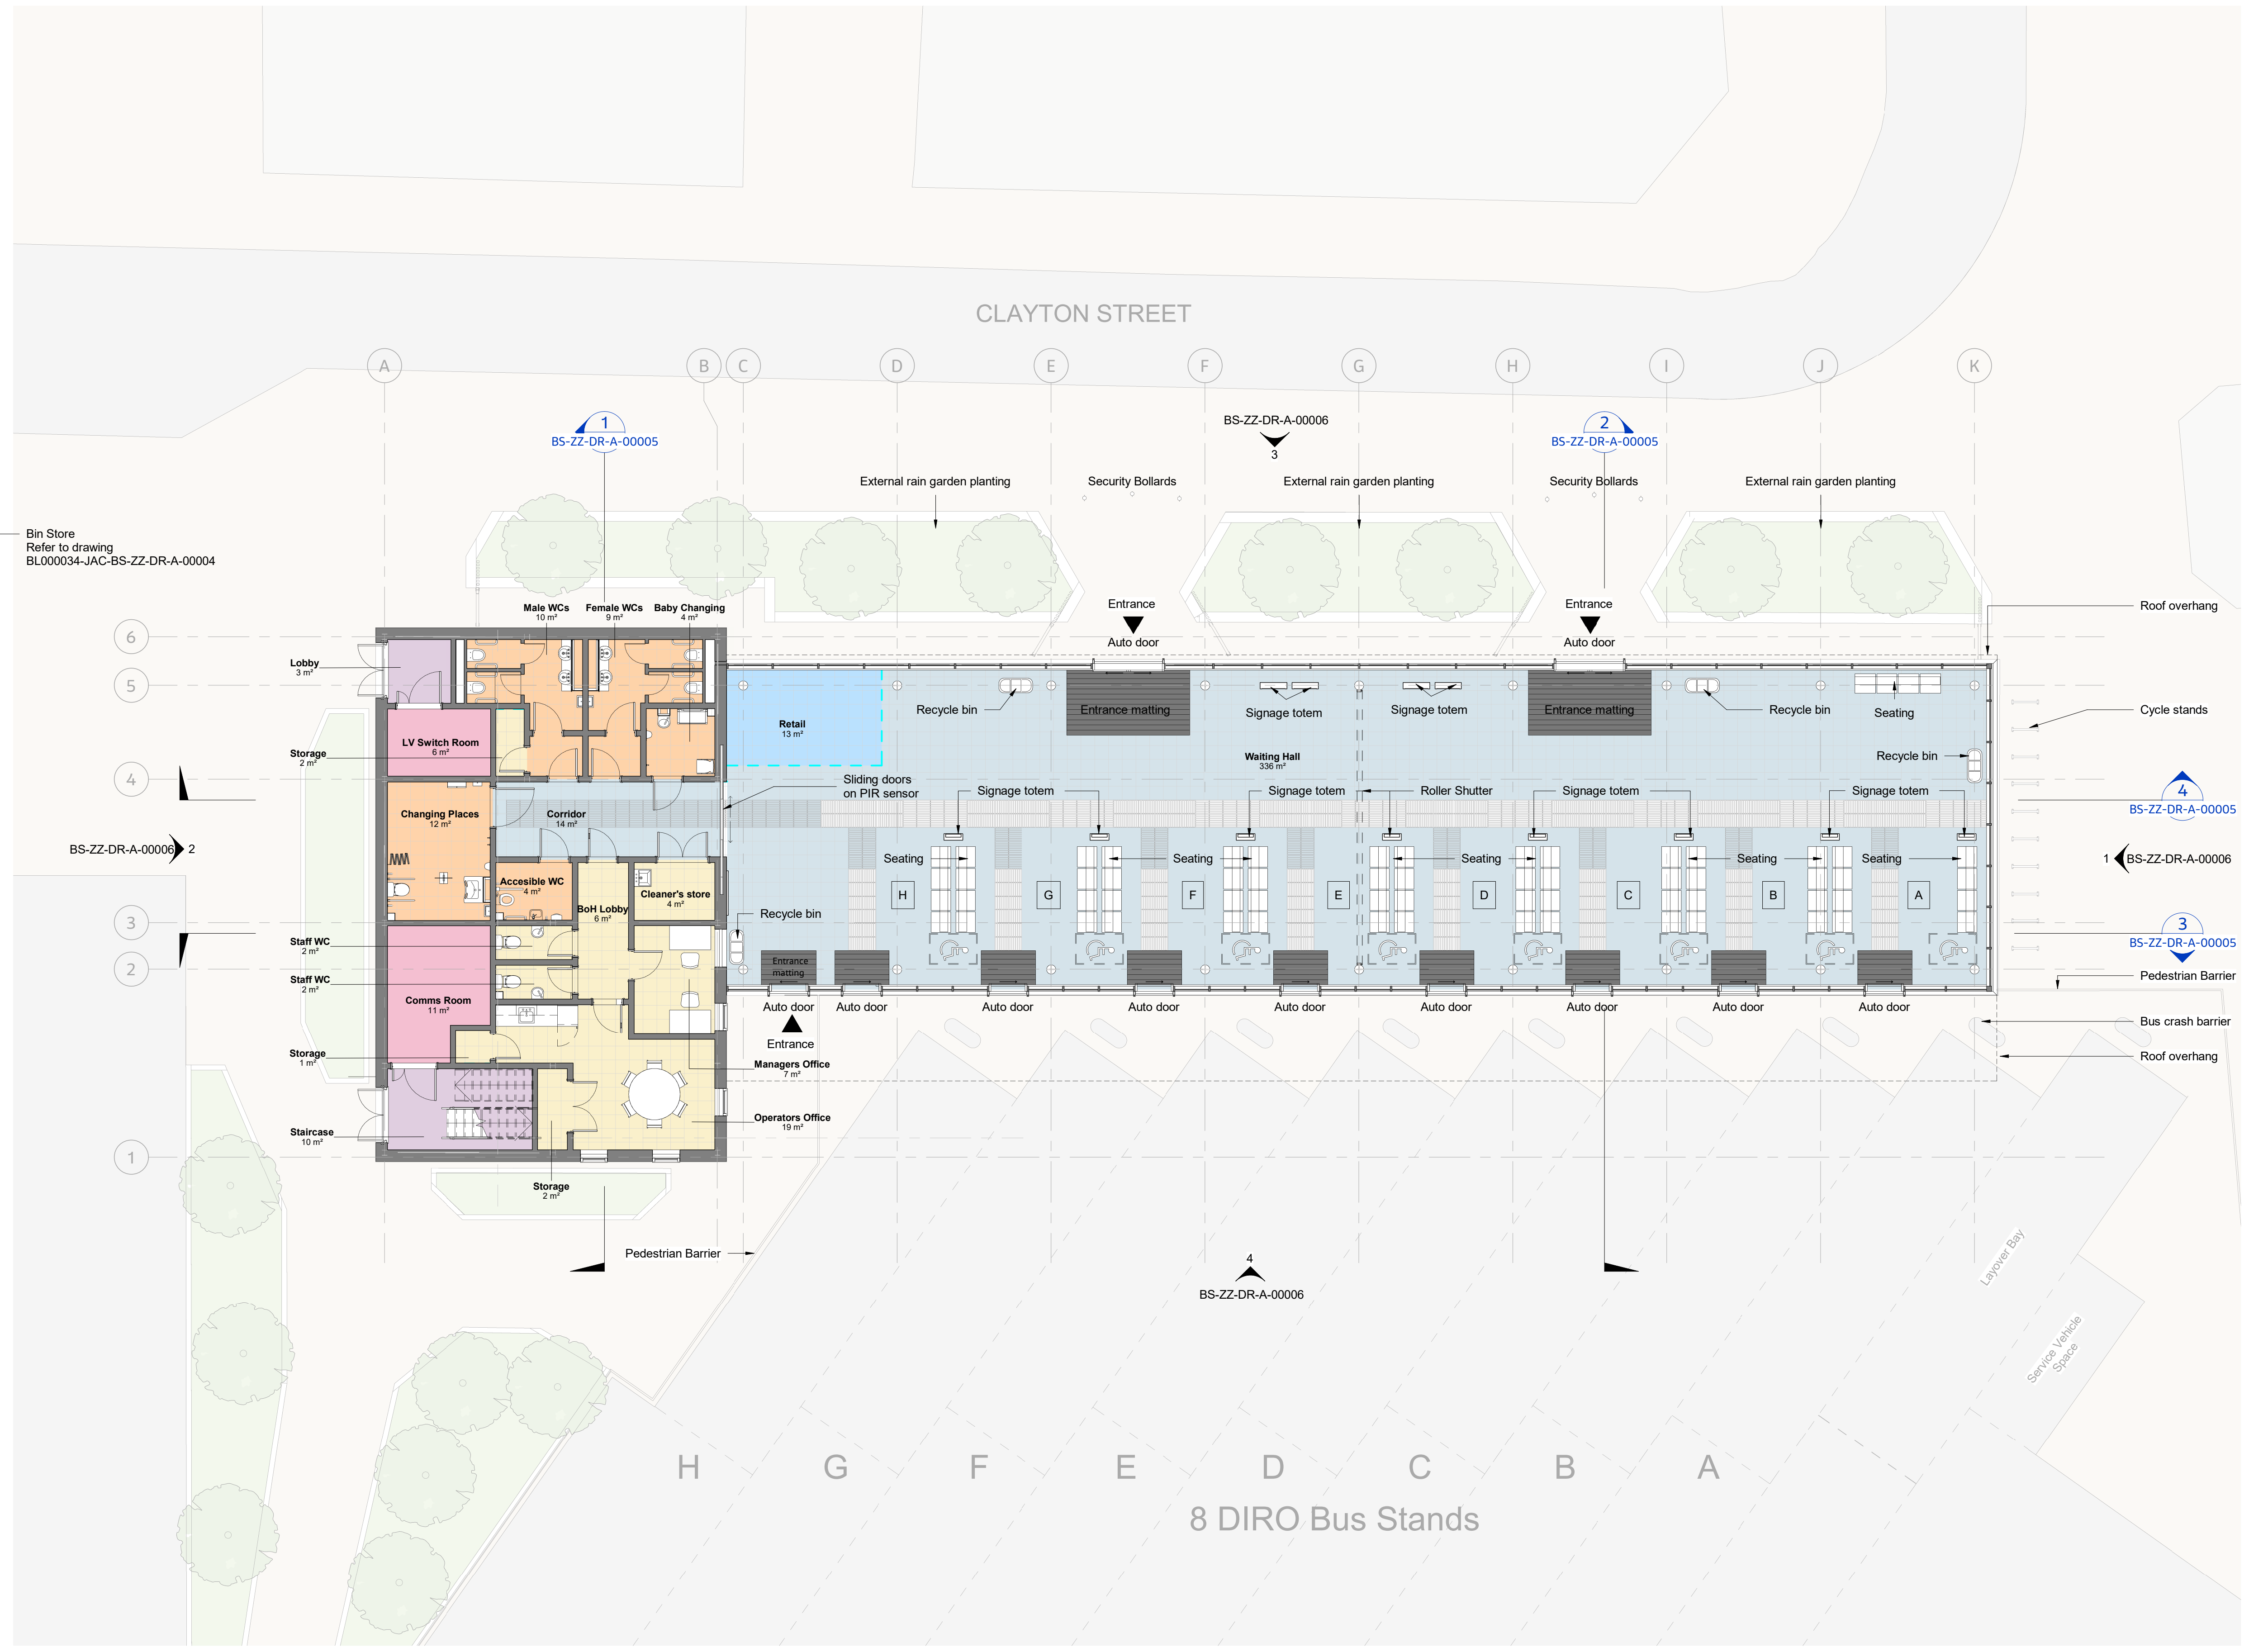 CLAYTON STREET
A
B
C
D
E
F
G
H
I
J
K
1
BS-ZZ-DR-A-00005
BS-ZZ-DR-A-00006
3
2
BS-ZZ-DR-A-00005
External rain garden planting
Security Bollards
External rain garden planting
Security Bollards
External rain garden planting
Bin Store
Refer to drawing
BL000034-JAC-BS-ZZ-DR-A-00004
Male WCs
10 m²
Female WCs
9 m²
Baby Changing
4 m²
Entrance
Auto door
Entrance
Auto door
Roof overhang
6
5
4
3
2
1
Lobby
3 m²
LV Switch Room
6 m²
Storage
2 m²
Retail
13 m²
Recycle bin
Entrance matting
Signage totem
Signage totem
Entrance matting
Recycle bin
Seating
Cycle stands
Waiting Hall
336 m²
Recycle bin
Sliding doors
on PIR sensor
Signage totem
Signage totem
Roller Shutter
Signage totem
Signage totem
4
BS-ZZ-DR-A-00005
Changing Places
12 m²
Corridor
14 m²
BS-ZZ-DR-A-00006
2
Seating
Seating
Seating
Seating
Seating
1
BS-ZZ-DR-A-00006
Accesible WC
4 m²
Cleaner's store
4 m²
BoH Lobby
6 m²
H
G
F
E
D
C
B
A
Recycle bin
3
BS-ZZ-DR-A-00005
Staff WC
2 m²
Entrance
matting
Pedestrian Barrier
Staff WC
2 m²
Comms Room
11 m²
Auto door
Auto door
Auto door
Auto door
Auto door
Auto door
Auto door
Auto door
Auto door
Entrance
Bus crash barrier
Roof overhang
Storage
1 m²
Managers Office
7 m²
Operators Office
19 m²
Staircase
10 m²
Storage
2 m²
Pedestrian Barrier
4
BS-ZZ-DR-A-00006
Layover Bay
Service Vehicle
Space
H
G
F
E
D
C
B
A
8 DIRO Bus Stands